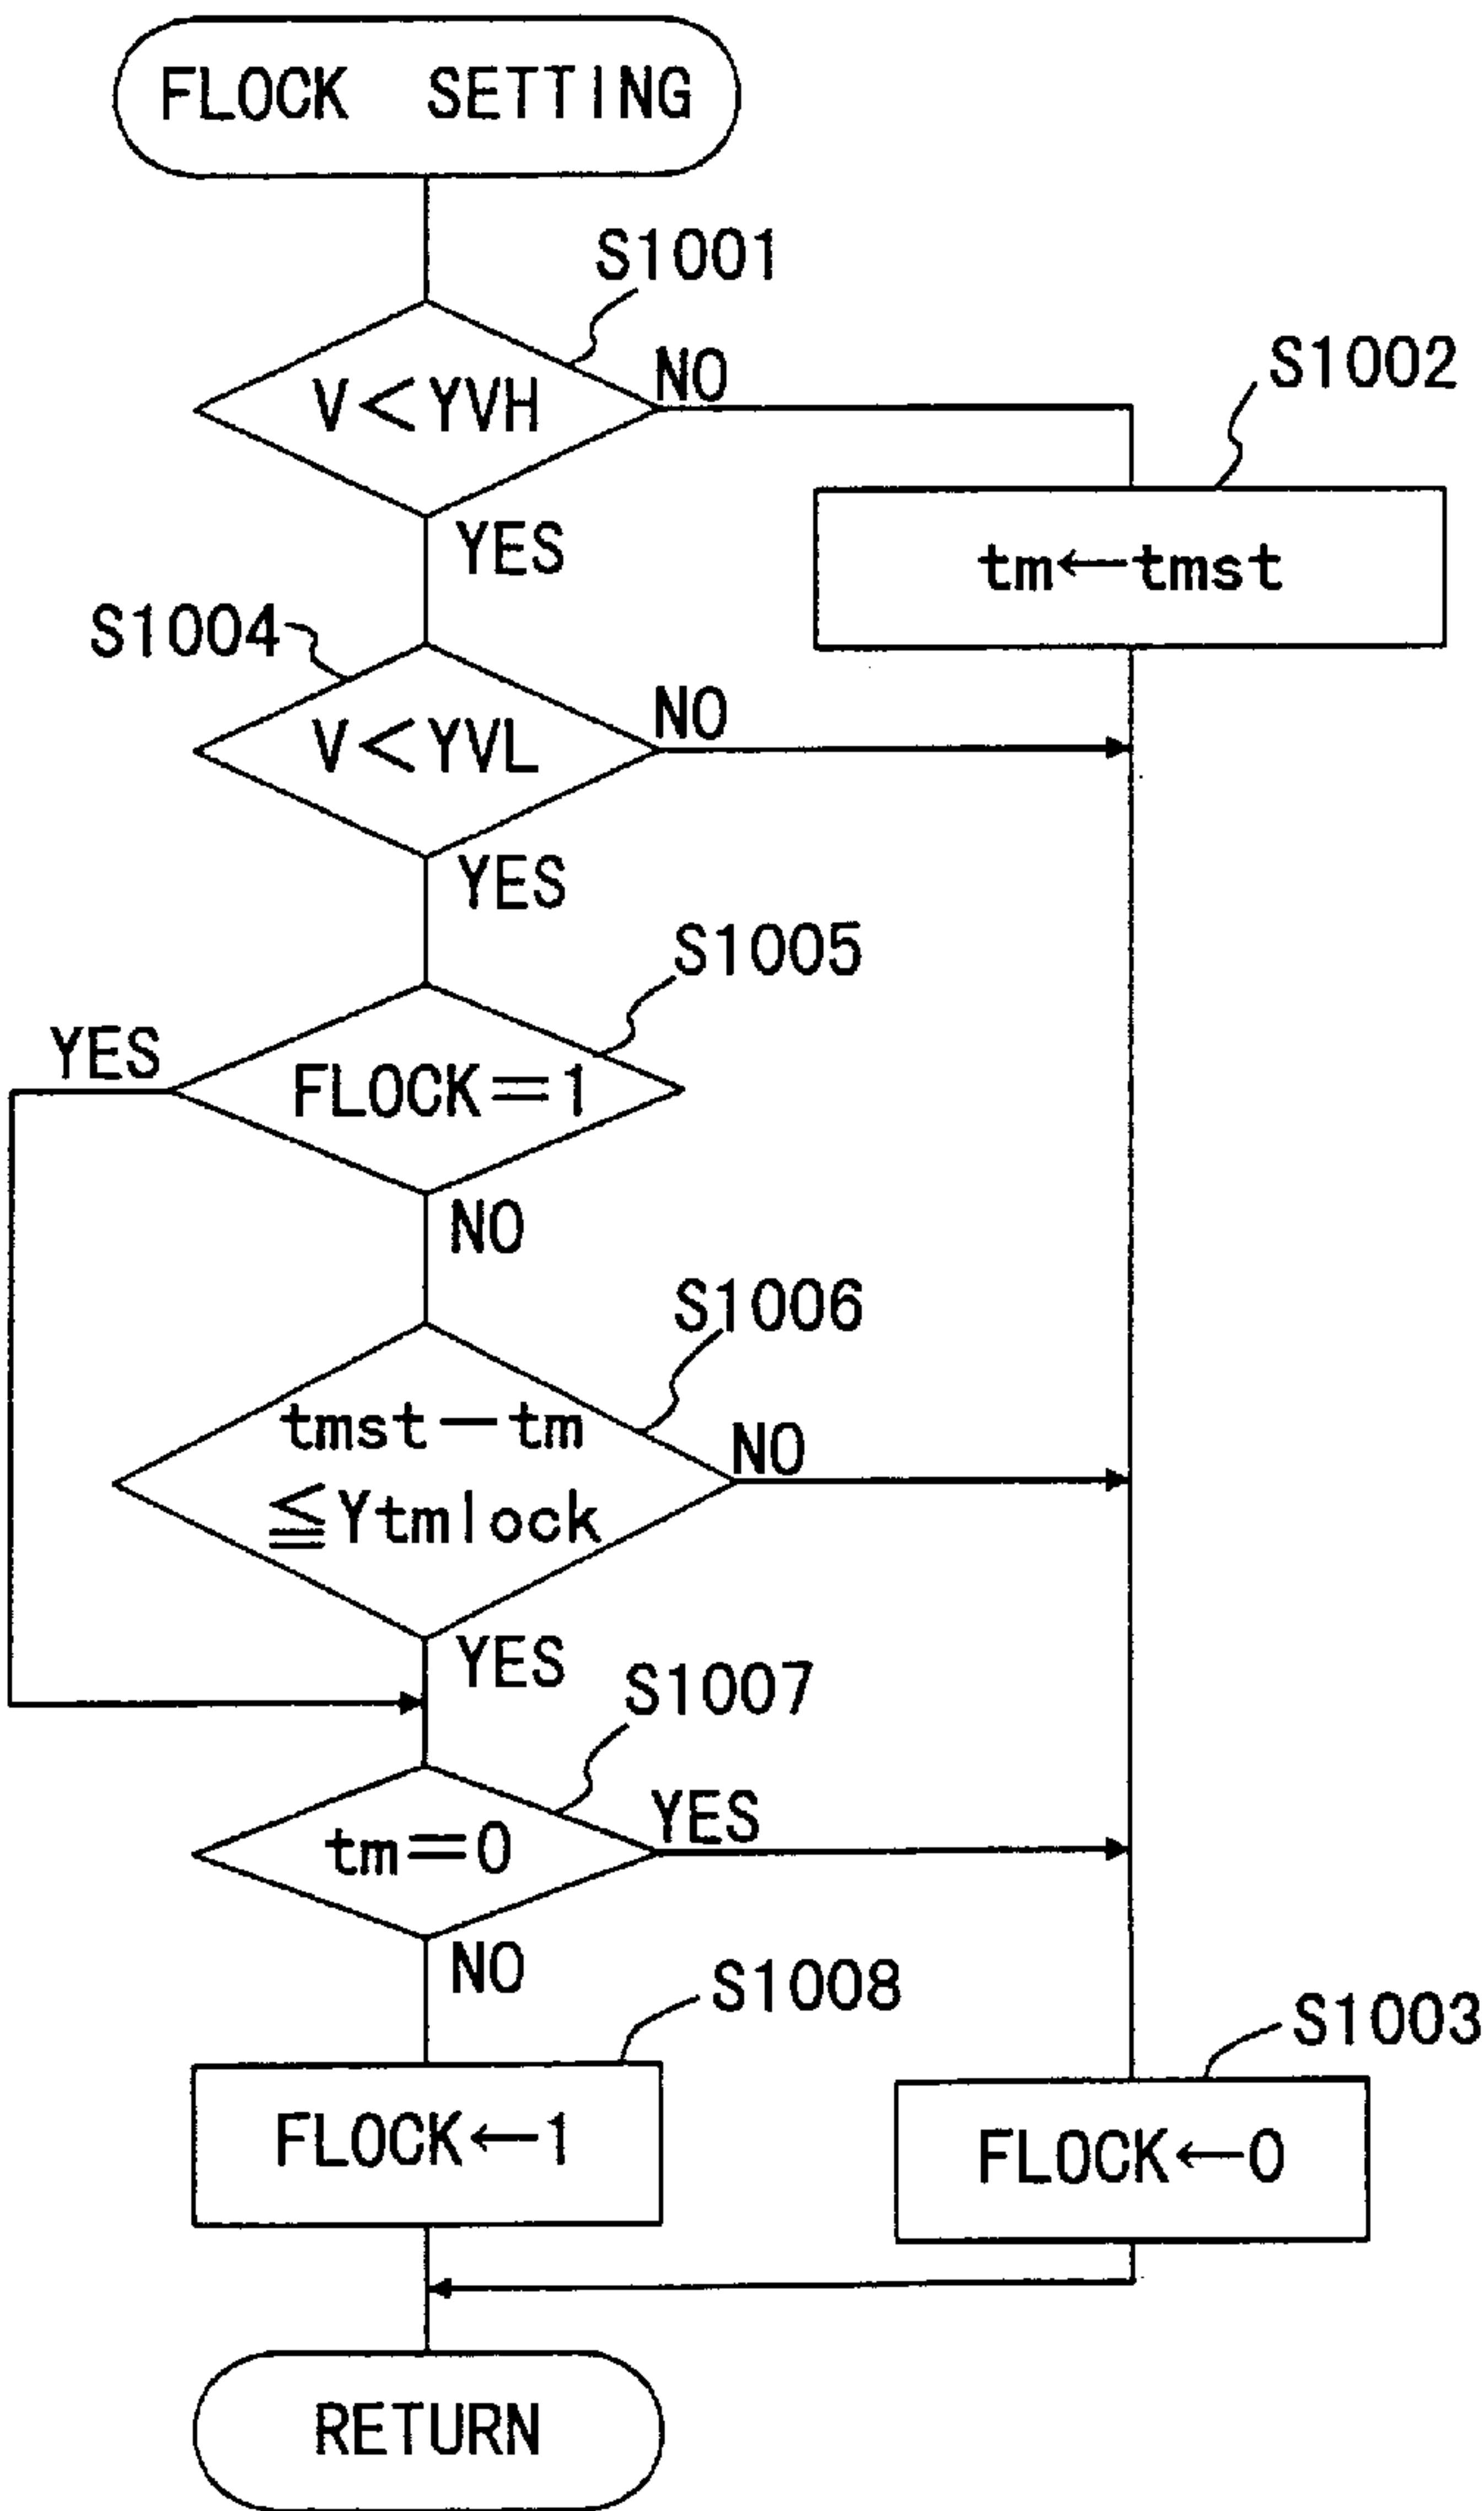 FLOCK SETTING
S1001
V<YVH
NO
S1002
YES
tm←tmst
S1004
V<YVL
NO
YES
S1005
YES
FLOCK=1
NO
S1006
tmst-tm
≦Ytmlock
NO
YES
S1007
tm=0
YES
NO
S1008
S1003
FLOCK←1
FLOCK←0
RETURN